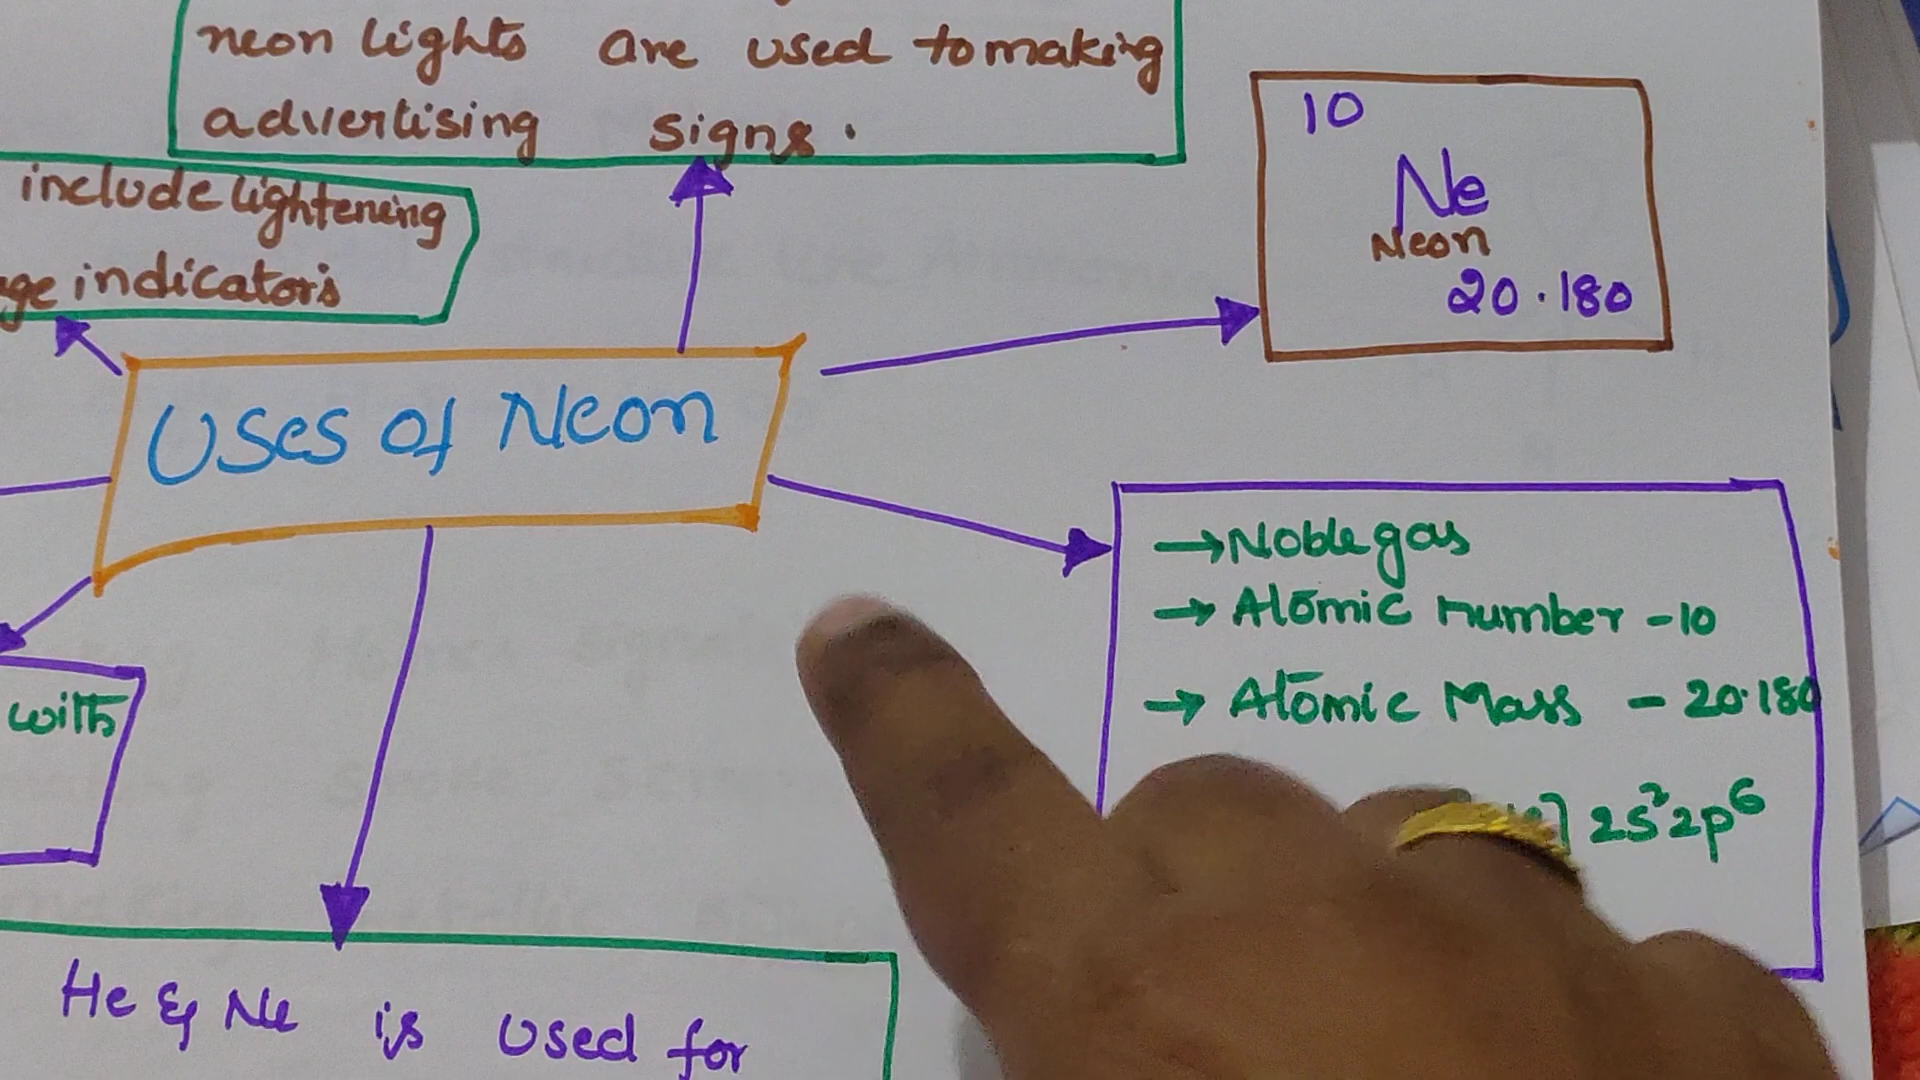 neon lights are used to making
advertising signs.
include lightening
indicators
10
Ne
Neon
20.180
Uses of Neon
→ Noble gas
→ Atomic number - 10
→ Atomic Mass - 20.180
] 2s² 2p⁶
with
He & Ne is used for